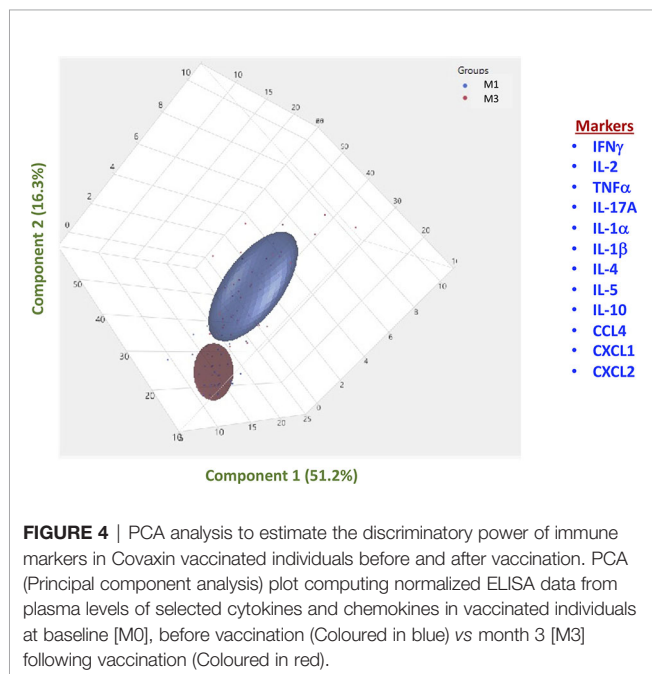 Groups
M1
M3
10
10
15
20
8
6
4
2
0
50
40
30
20
10
50
40
30
20
10
10
8
6
4
2
0
10
15
20
25
Component 2 (16.3%)
Component 1 (51.2%)
Markers
• IFNγ
• IL-2
• TNFα
• IL-17A
• IL-1α
• IL-1β
• IL-4
• IL-5
• IL-10
• CCL4
• CXCL1
• CXCL2
FIGURE 4 | PCA analysis to estimate the discriminatory power of immune
markers in Covaxin vaccinated individuals before and after vaccination. PCA
(Principal component analysis) plot computing normalized ELISA data from
plasma levels of selected cytokines and chemokines in vaccinated individuals
at baseline [M0], before vaccination (Coloured in blue) vs month 3 [M3]
following vaccination (Coloured in red).